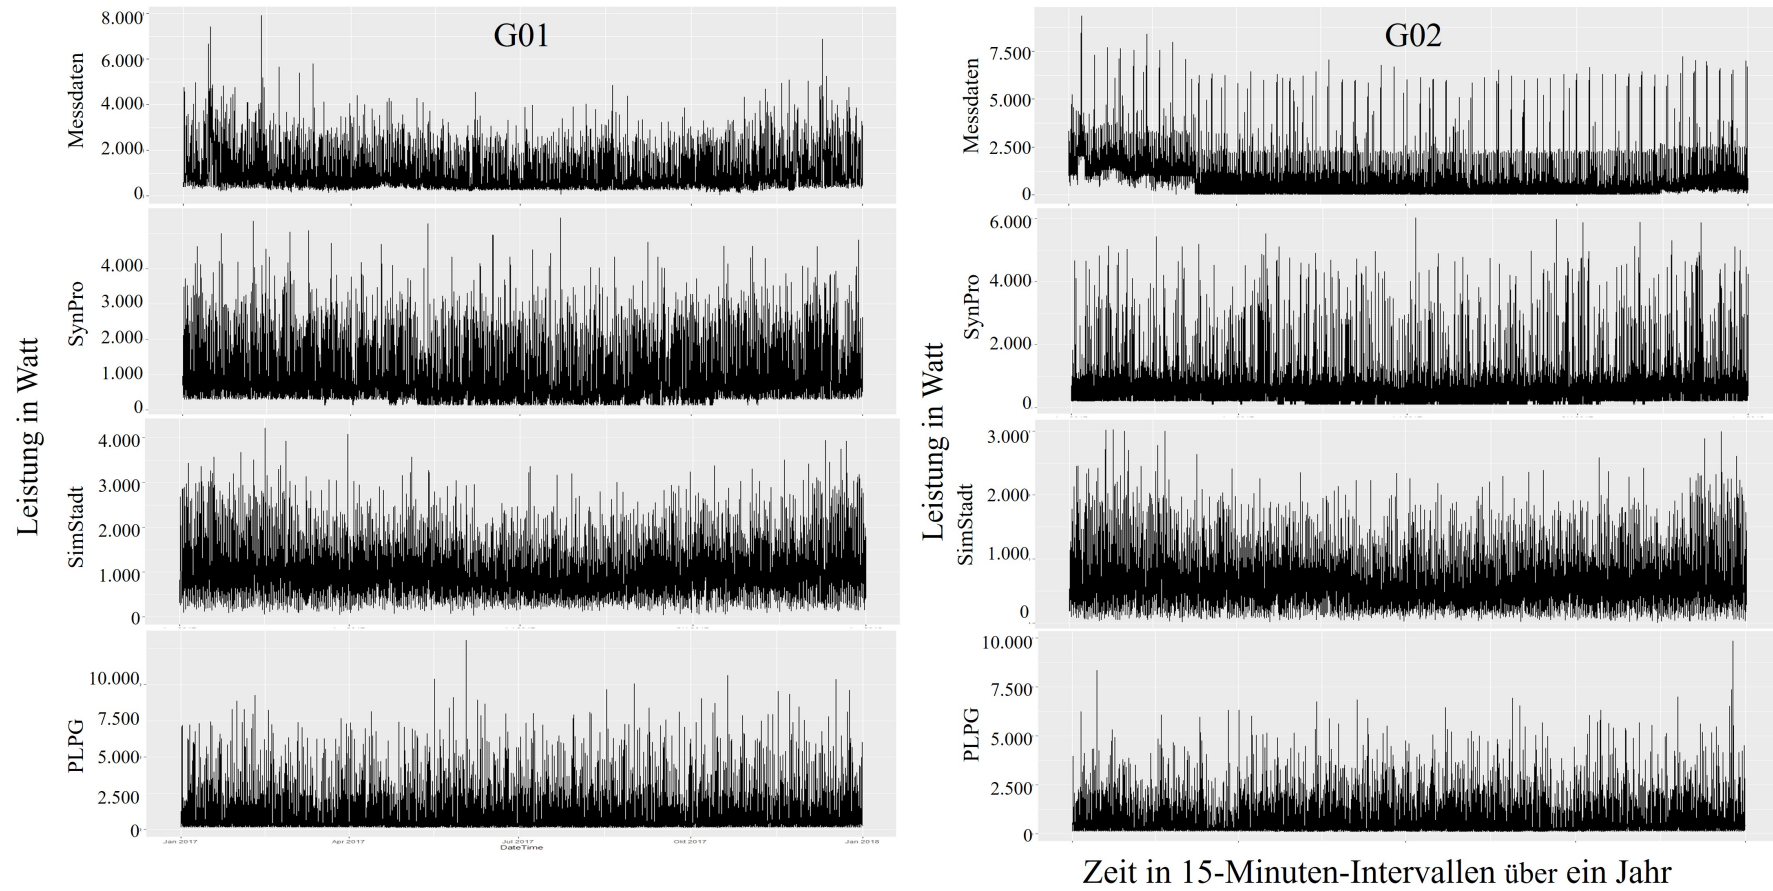 G01
Leistung in Watt
Messdaten
8.000
6.000
4.000
2.000
0
SynPro
4.000
3.000
2.000
1.000
0
SimStadt
4.000
3.000
2.000
1.000
0
PLPG
10.000
7.500
5.000
2.500
0
Jan 2017 Apr 2017 Jul 2017 Okt 2017 Jan 2018
DateTime
G02
Leistung in Watt
Messdaten
7.500
5.000
2.500
0
SynPro
6.000
4.000
2.000
0
SimStadt
3.000
2.000
1.000
0
PLPG
10.000
7.500
5.000
2.500
0
Zeit in 15-Minuten-Intervallen über ein Jahr